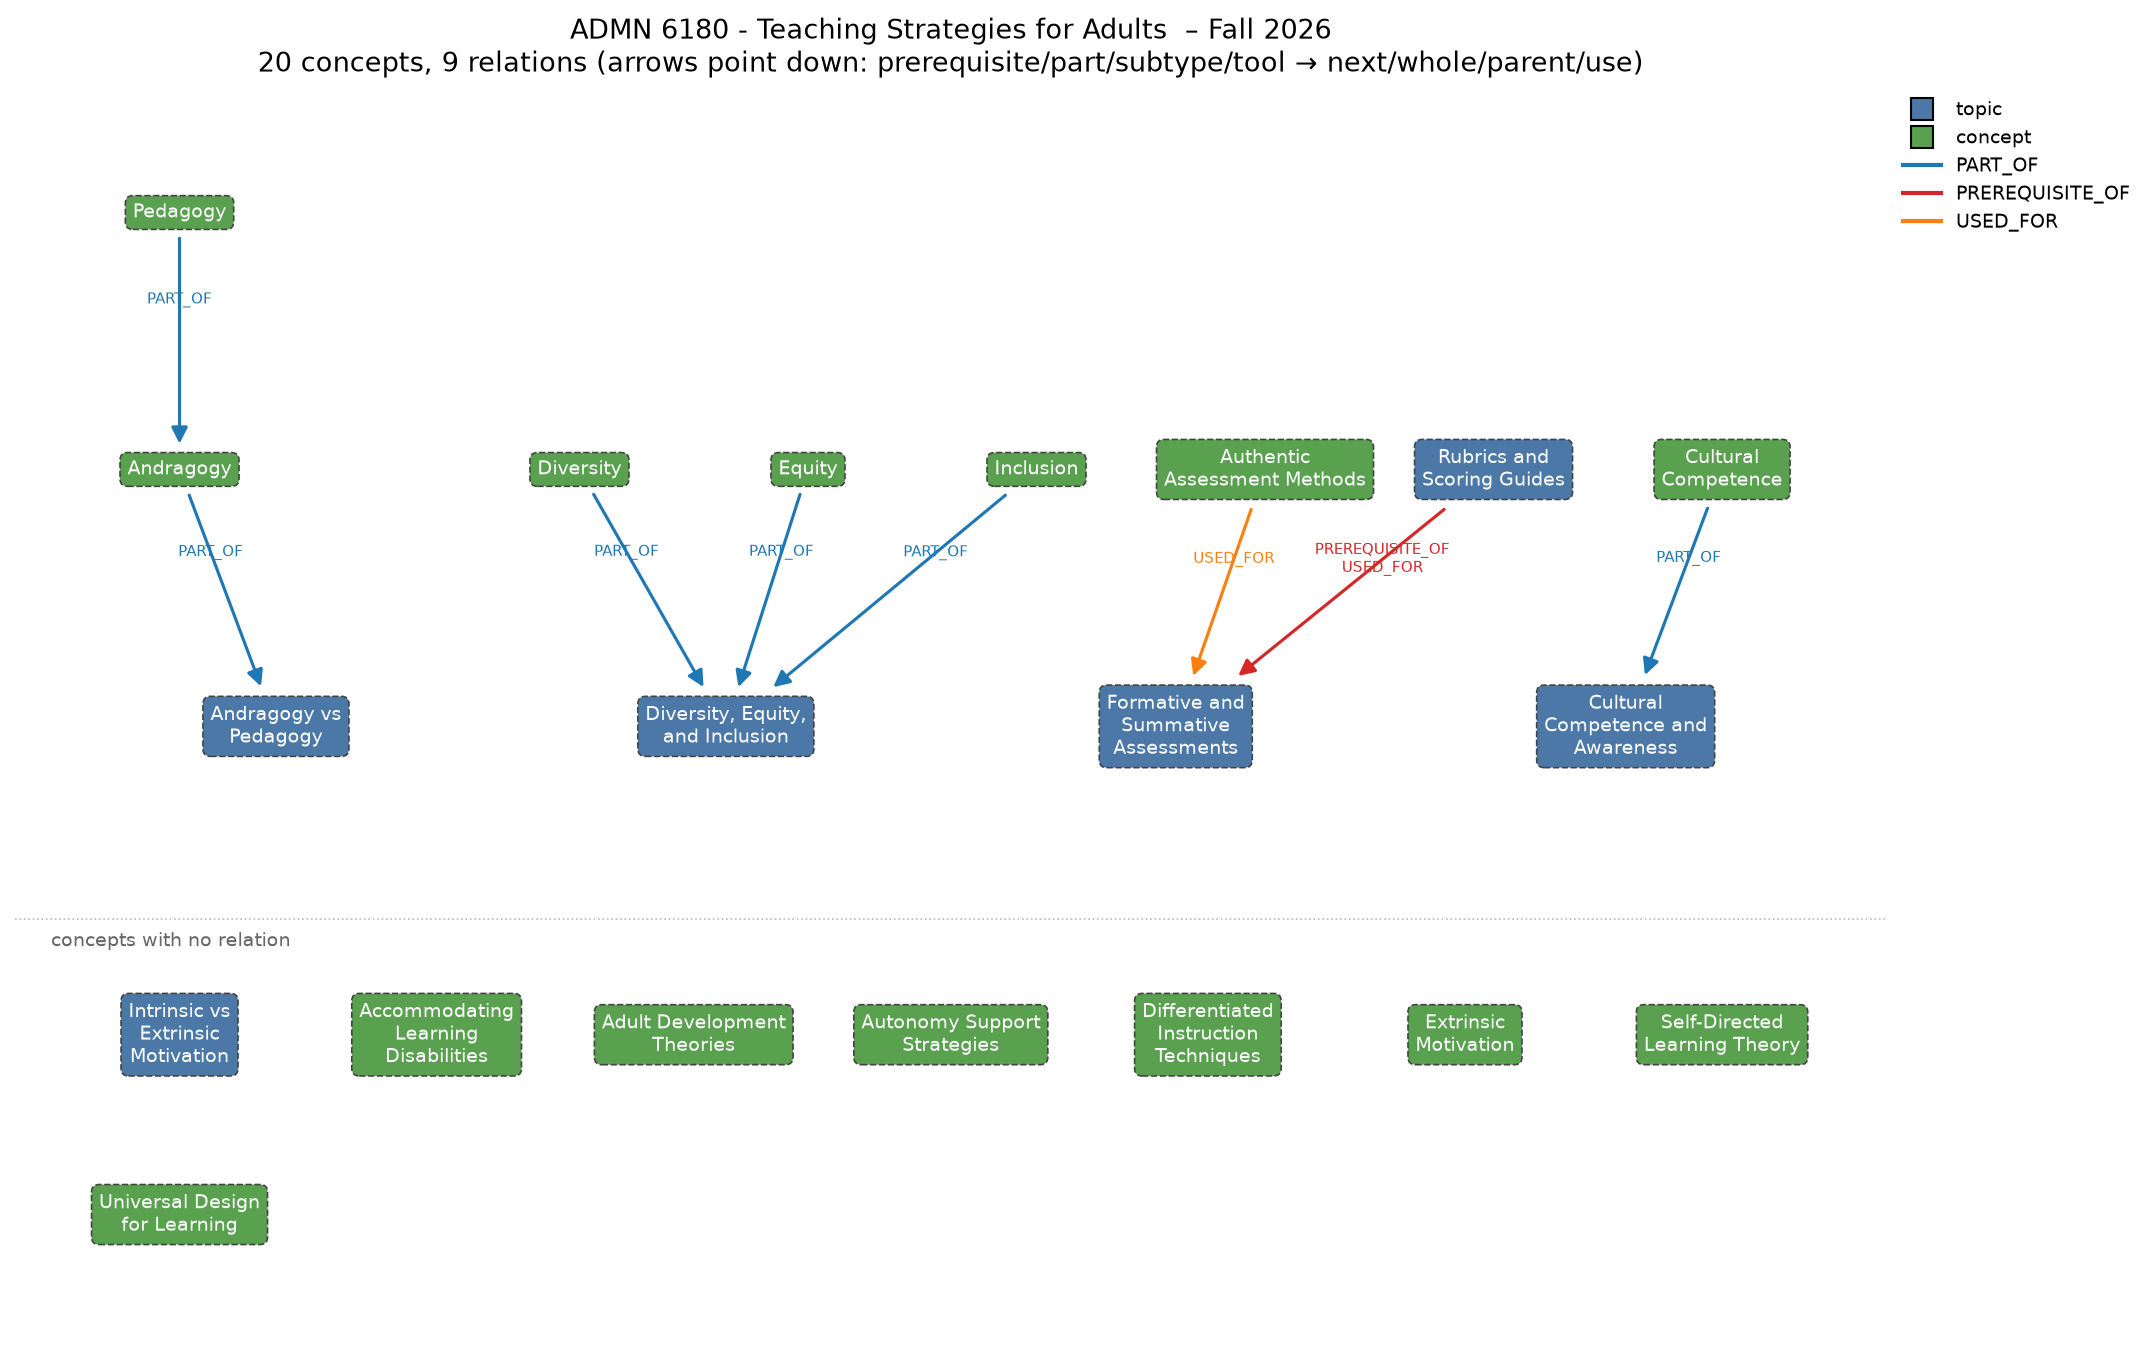 ADMN 6180 - Teaching Strategies for Adults  – Fall 2026
20 concepts, 9 relations (arrows point down: prerequisite/part/subtype/tool → next/whole/parent/use)
topic
concept
PART_OF
PREREQUISITE_OF
USED_FOR
Pedagogy
PART_OF
Andragogy
Diversity
Equity
Inclusion
Authentic
Assessment Methods
Rubrics and
Scoring Guides
Cultural
Competence
PART_OF
PART_OF
PART_OF
PART_OF
USED_FOR
PREREQUISITE_OF
USED_FOR
PART_OF
Andragogy vs
Pedagogy
Diversity, Equity,
and Inclusion
Formative and
Summative
Assessments
Cultural
Competence and
Awareness
concepts with no relation
Intrinsic vs
Extrinsic
Motivation
Accommodating
Learning
Disabilities
Adult Development
Theories
Autonomy Support
Strategies
Differentiated
Instruction
Techniques
Extrinsic
Motivation
Self-Directed
Learning Theory
Universal Design
for Learning